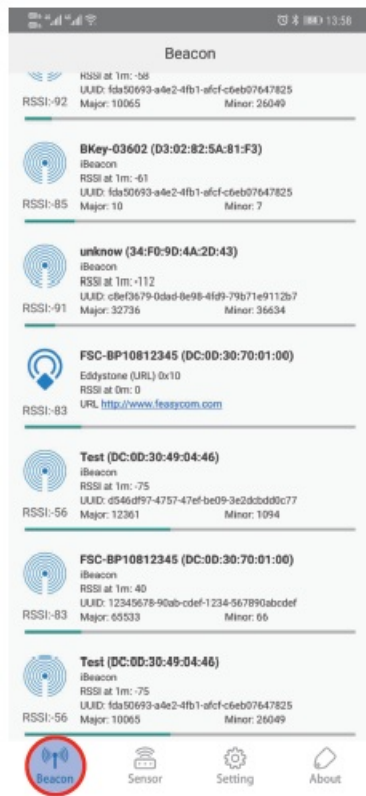 13:58
Beacon
RSSI at 1m: -58
UUID: fda50693-a4e2-4fb1-afcf-c6eb07647825
RSSI:-92 Major: 10065 Minor: 26049
BKey-03602 (D3:02:82:5A:81:F3)
iBeacon
RSSI at 1m: -61
UUID: fda50693-a4e2-4fb1-afcf-c6eb07647825
RSSI:-85 Major: 10 Minor: 7
unknow (34:F0:9D:4A:2D:43)
iBeacon
RSSI at 1m: -112
UUID: c8ef3679-0dad-8e98-4fd9-79b71e9112b7
RSSI:-91 Major: 32736 Minor: 36634
FSC-BP10812345 (DC:0D:30:70:01:00)
Eddystone (URL) 0x10
RSSI at 0m: 0
RSSI:-83 URL http://www.feasycom.com
Test (DC:0D:30:49:04:46)
iBeacon
RSSI at 1m: -75
UUID: d546df97-4757-47ef-be09-3e2dcbdd0c77
RSSI:-56 Major: 12361 Minor: 1094
FSC-BP10812345 (DC:0D:30:70:01:00)
iBeacon
RSSI at 1m: 40
UUID: 12345678-90ab-cdef-1234-567890abcdef
RSSI:-83 Major: 65533 Minor: 66
Test (DC:0D:30:49:04:46)
iBeacon
RSSI at 1m: -75
UUID: fda50693-a4e2-4fb1-afcf-c6eb07647825
RSSI:-56 Major: 10065 Minor: 26049
Beacon Sensor Setting About